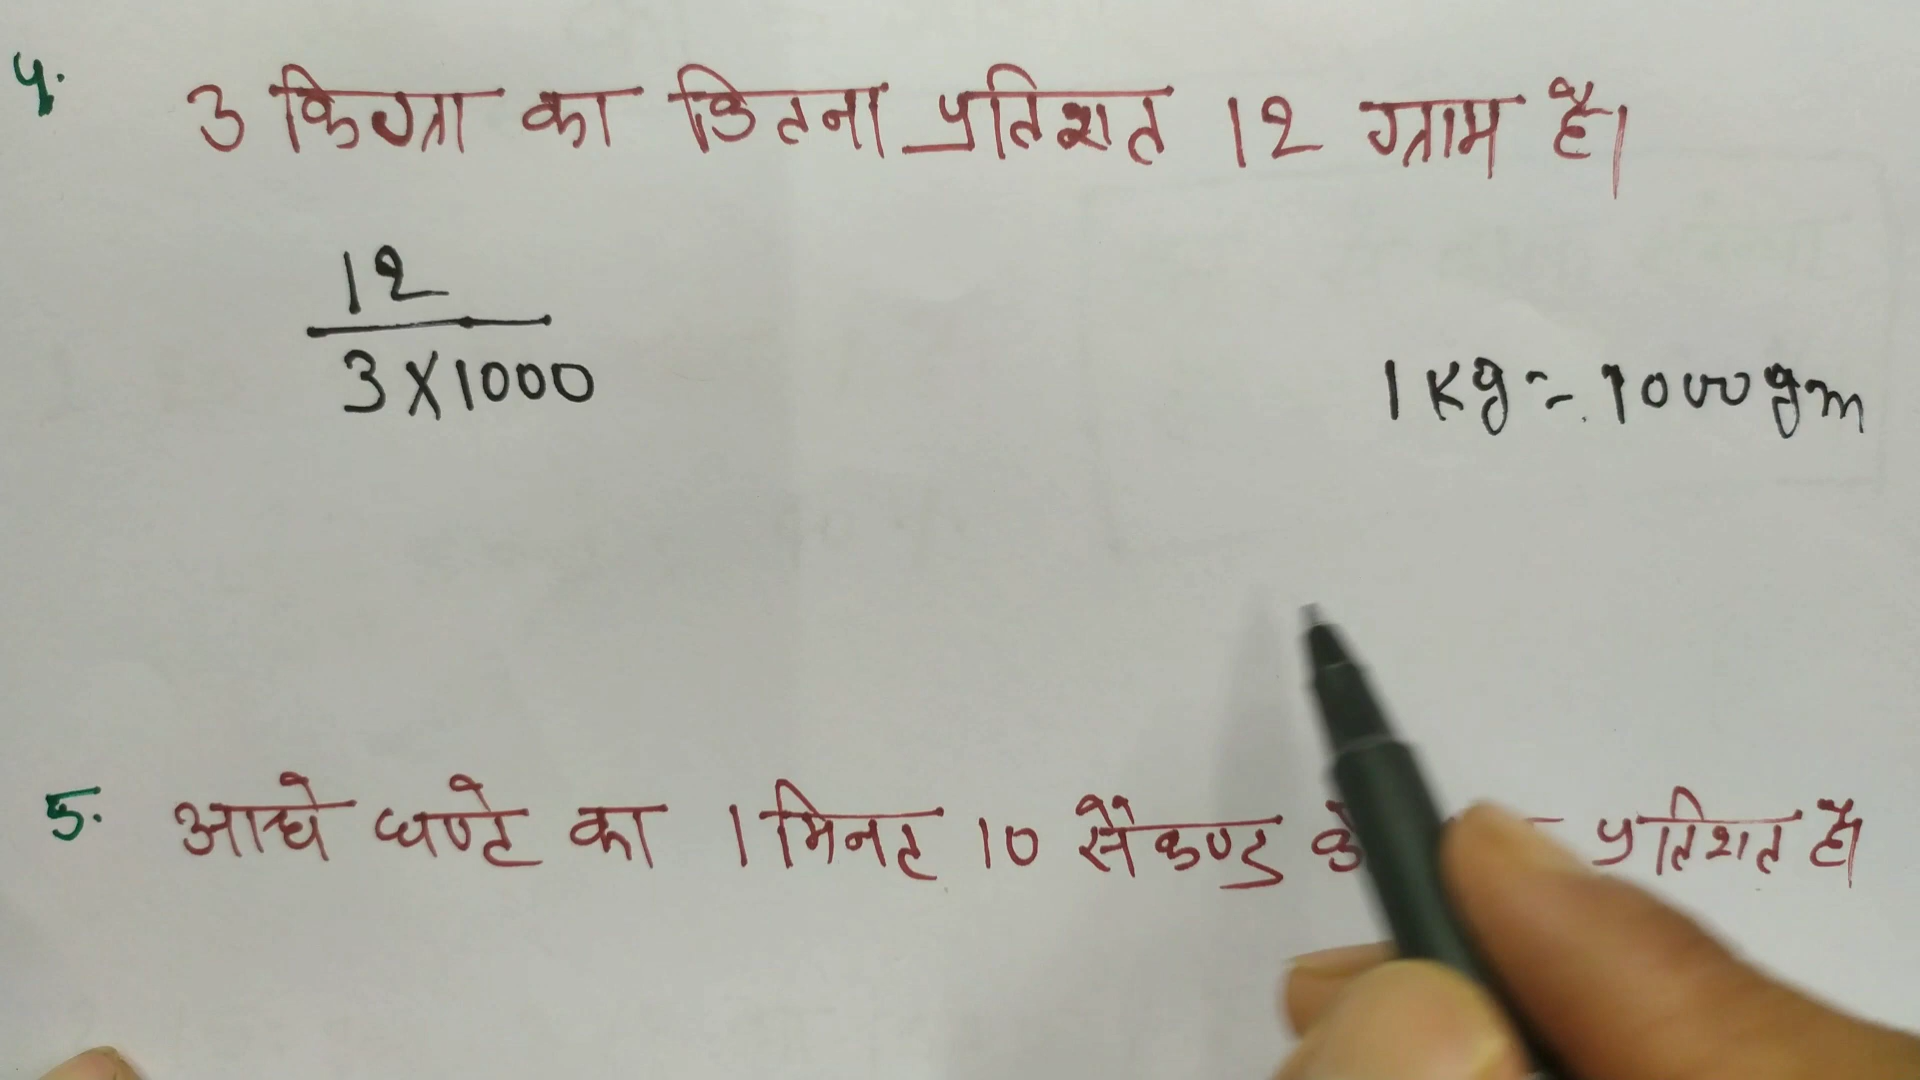 4. 3 किग्रा का कितना प्रतिशत 12 ग्राम है।
12
3 X 1000
1 Kg = 1000 gm
5. आधे घण्टे का 1 मिनट 10 सैकण्ड प्रतिशत है।